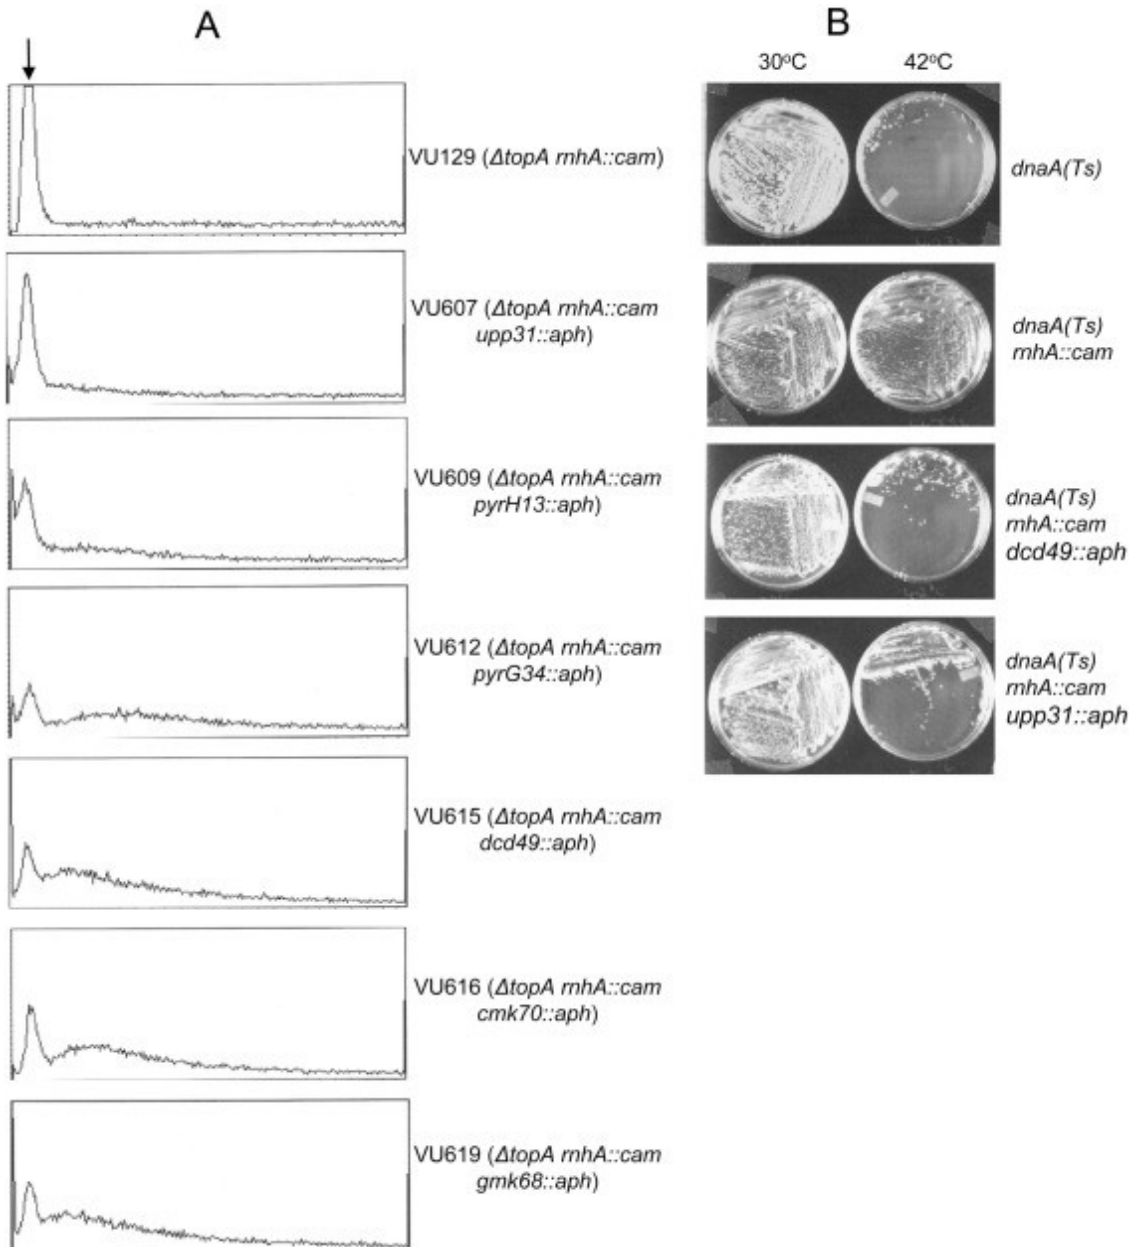 A
VU129 (ΔtopA rnhA::cam)
VU607 (ΔtopA rnhA::cam
upp31::aph)
VU609 (ΔtopA rnhA::cam
pyrH13::aph)
VU612 (ΔtopA rnhA::cam
pyrG34::aph)
VU615 (ΔtopA rnhA::cam
dcd49::aph)
VU616 (ΔtopA rnhA::cam
cmk70::aph)
VU619 (ΔtopA rnhA::cam
gmk68::aph)
B
30°C 42°C
dnaA(Ts)
dnaA(Ts)
rnhA::cam
dnaA(Ts)
rnhA::cam
dcd49::aph
dnaA(Ts)
rnhA::cam
upp31::aph